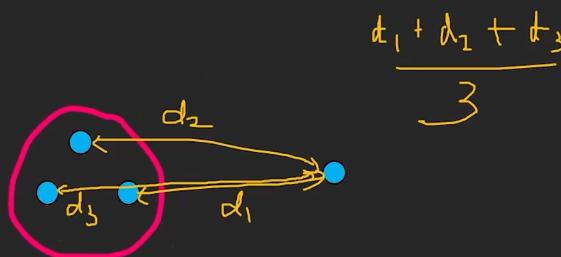 d₁ + d₂ + d₃
3
d₂
d₃
d₁